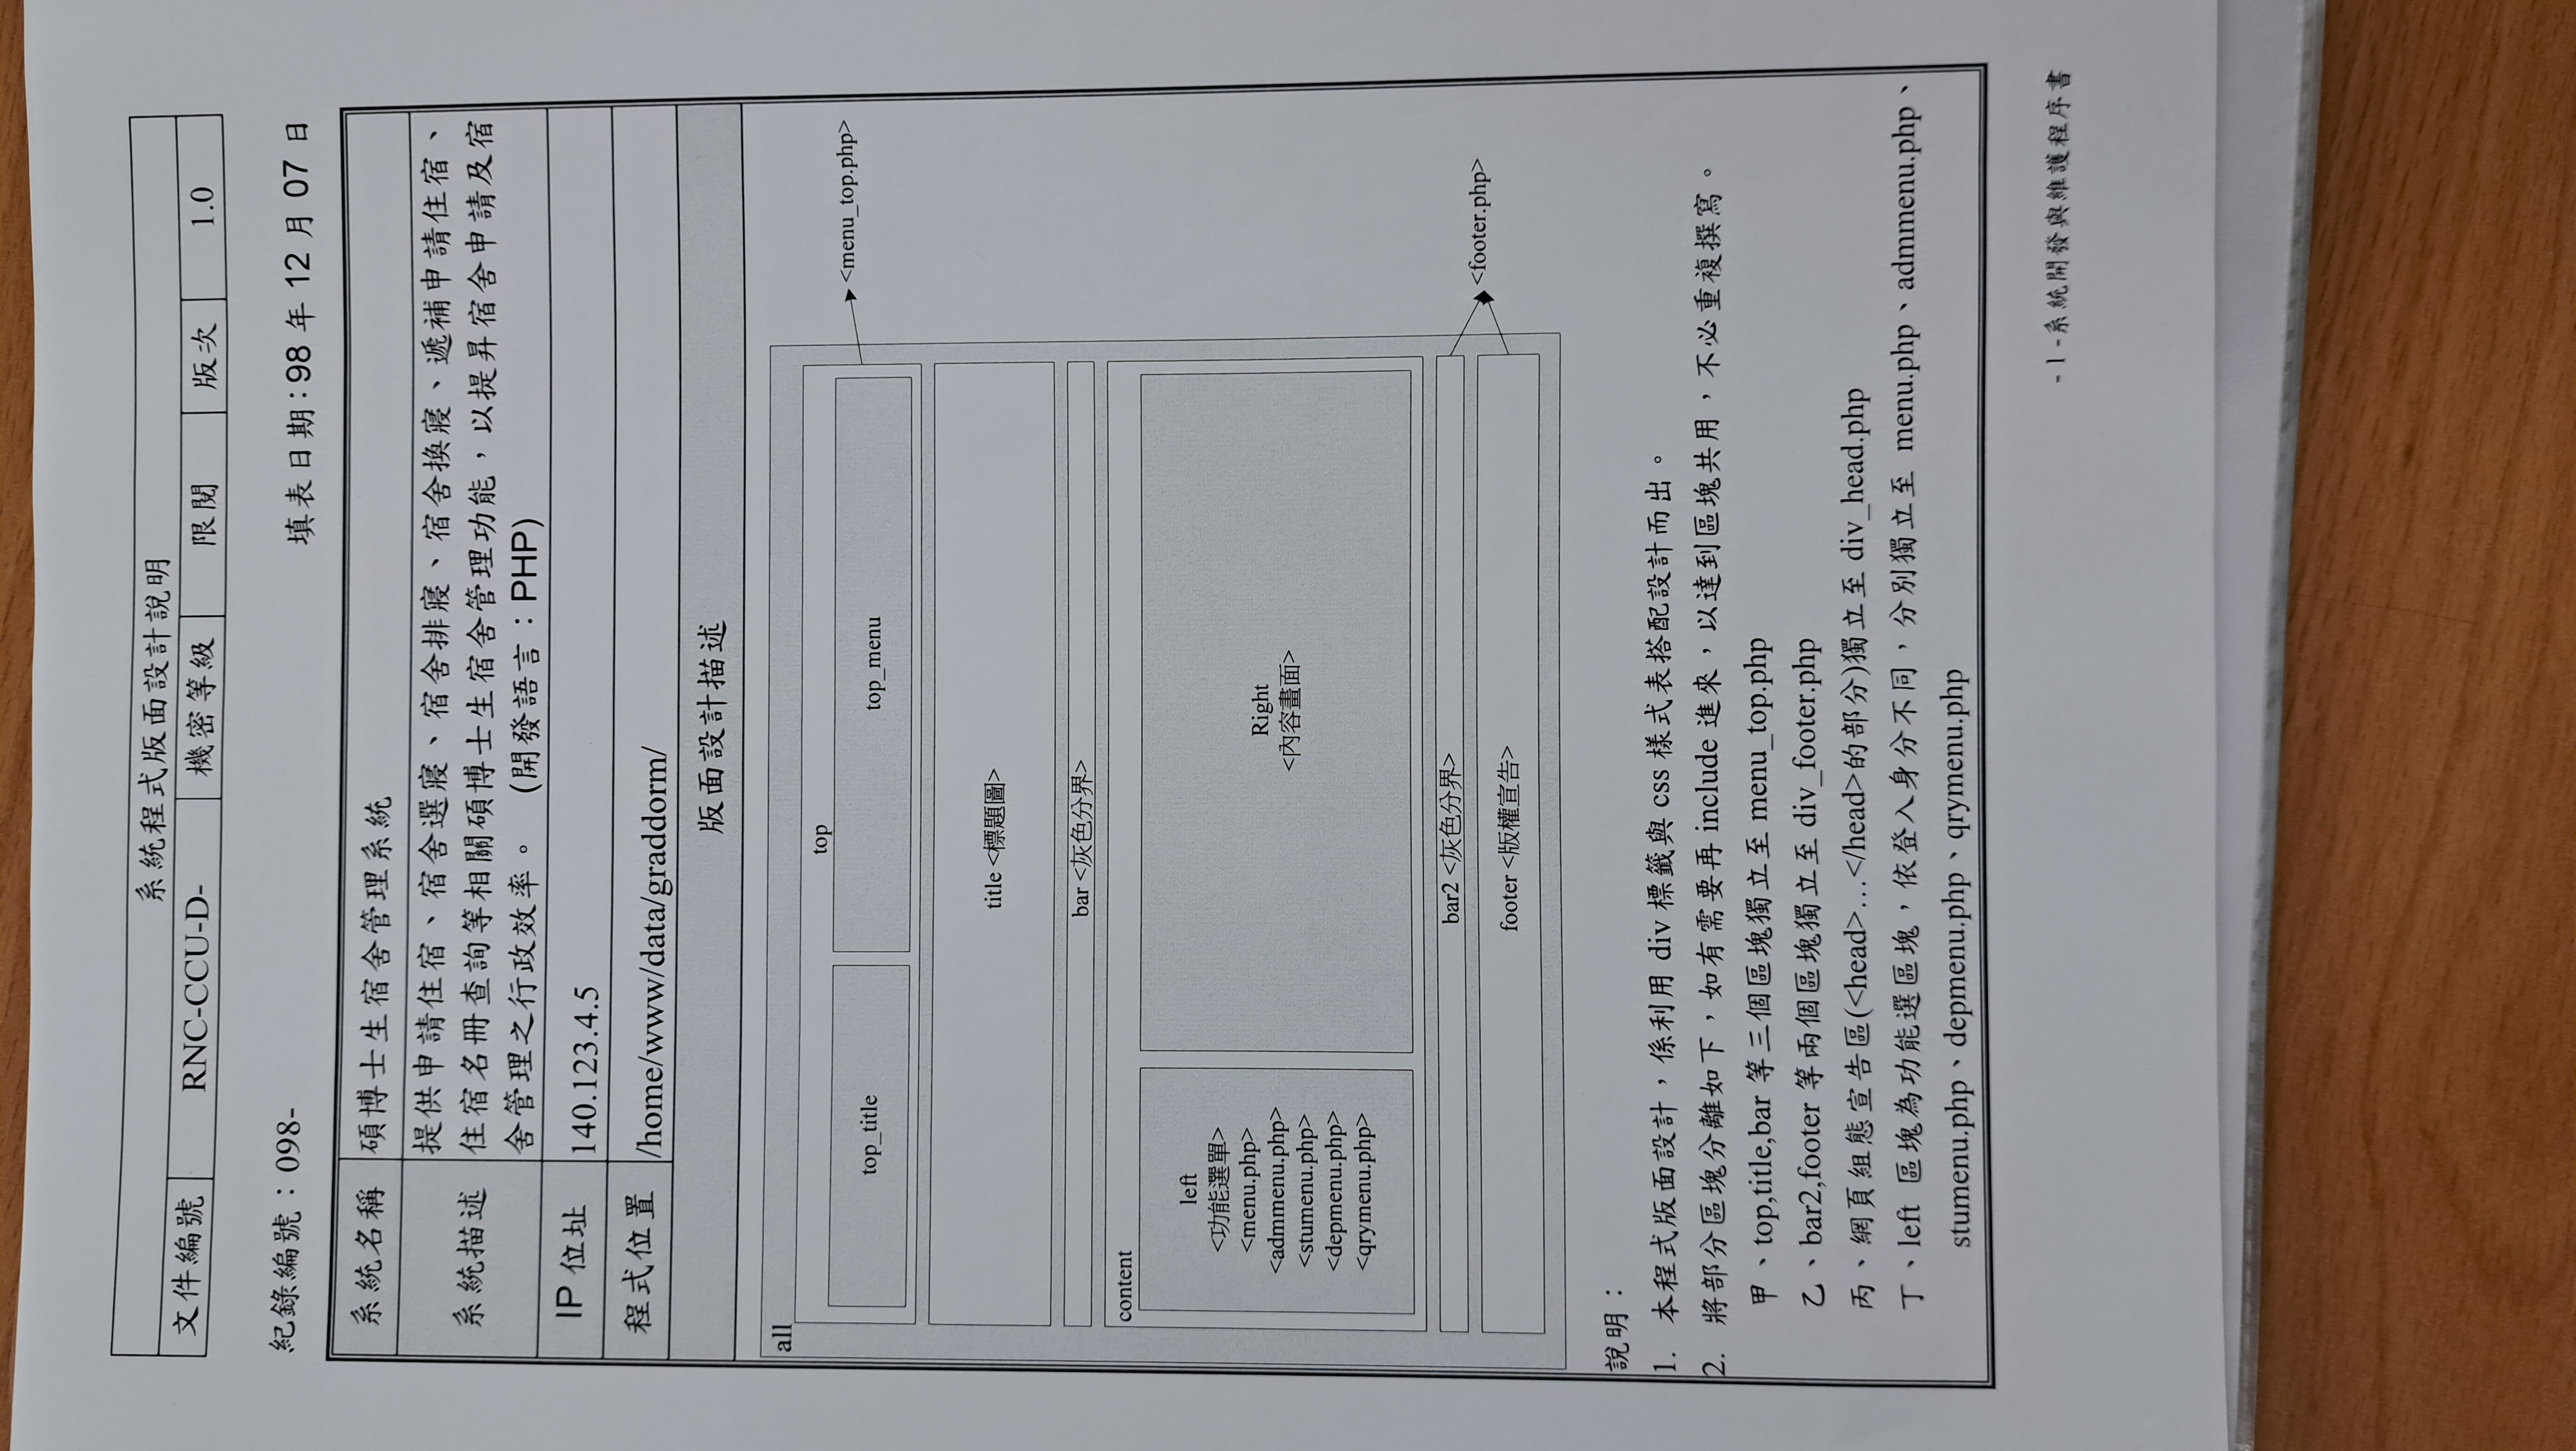 系統程式版面設計說明
文件編號 RNC-CCU-D- 機密等級 限閱 版次 1.0
紀錄編號：098- 填表日期：98 年 12 月 07 日
系統名稱 碩博士生宿舍管理系統
系統描述 提供申請住宿、宿舍選寢、宿舍排寢、宿舍換寢、遞補申請住宿、
住宿名冊查詢等相關碩博士生宿舍管理功能，以提昇宿舍申請及宿
舍管理之行政效率。 (開發語言：PHP)
IP 位址 140.123.4.5
程式位置 /home/www/data/graddorm/
版面設計描述
all
top
<menu_top.php>
top_title top_menu
title <標題圖>
bar <灰色分界>
content
left
<功能選單>
<menu.php>
<admmenu.php>
<stumenu.php>
<depmenu.php>
<qrymenu.php>
Right
<內容畫面>
bar2 <灰色分界>
<footer.php>
footer <版權宣告>
說明：
1. 本程式版面設計，係利用 div 標籤與 css 樣式表搭配設計而出。
2. 將部分區塊分離如下，如有需要再 include 進來，以達到區塊共用，不必重複撰寫。
甲、top,title,bar 等三個區塊獨立至 menu_top.php
乙、bar2,footer 等兩個區塊獨立至 div_footer.php
丙、網頁組態宣告區(<head>…</head>的部分)獨立至 div_head.php
丁、left 區塊為功能選區塊，依登入身分不同，分別獨立至 menu.php、admmenu.php、
stumenu.php、depmenu.php、qrymenu.php
- 1 -系統開發與維護程序書